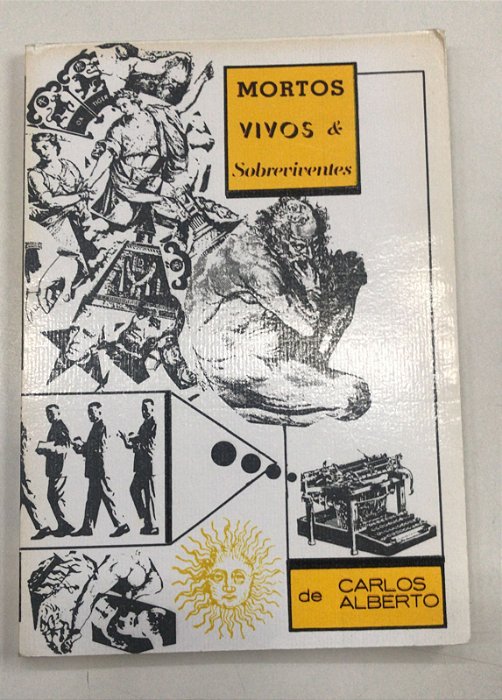 MORTOS
VIVOS &
Sobreviventes
de CARLOS
ALBERTO